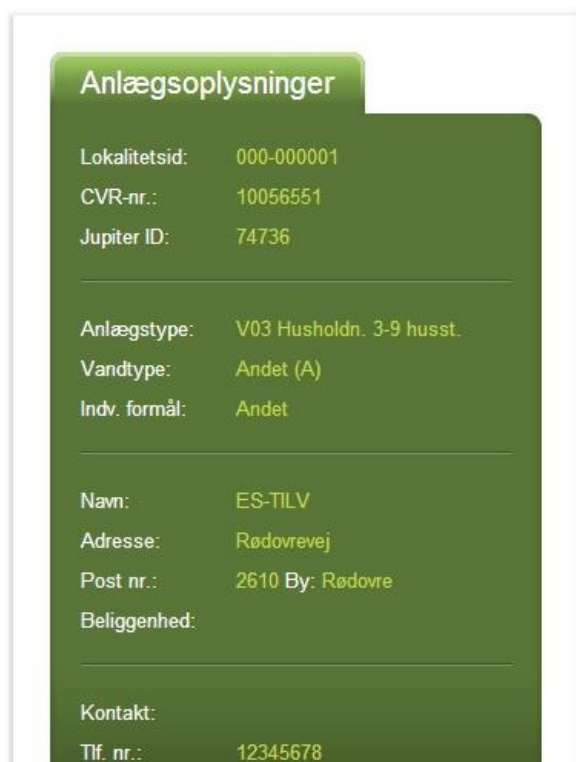 Anlægsoplysninger
Lokalitetsid: 000-000001
CVR-nr.: 10056551
Jupiter ID: 74736
Anlægstype: V03 Husholdn. 3-9 husst.
Vandtype: Andet (A)
Indv. formål: Andet
Navn: ES-TILV
Adresse: Rødovrevej
Post nr.: 2610 By: Rødovre
Beliggenhed:
Kontakt:
Tlf. nr.: 12345678